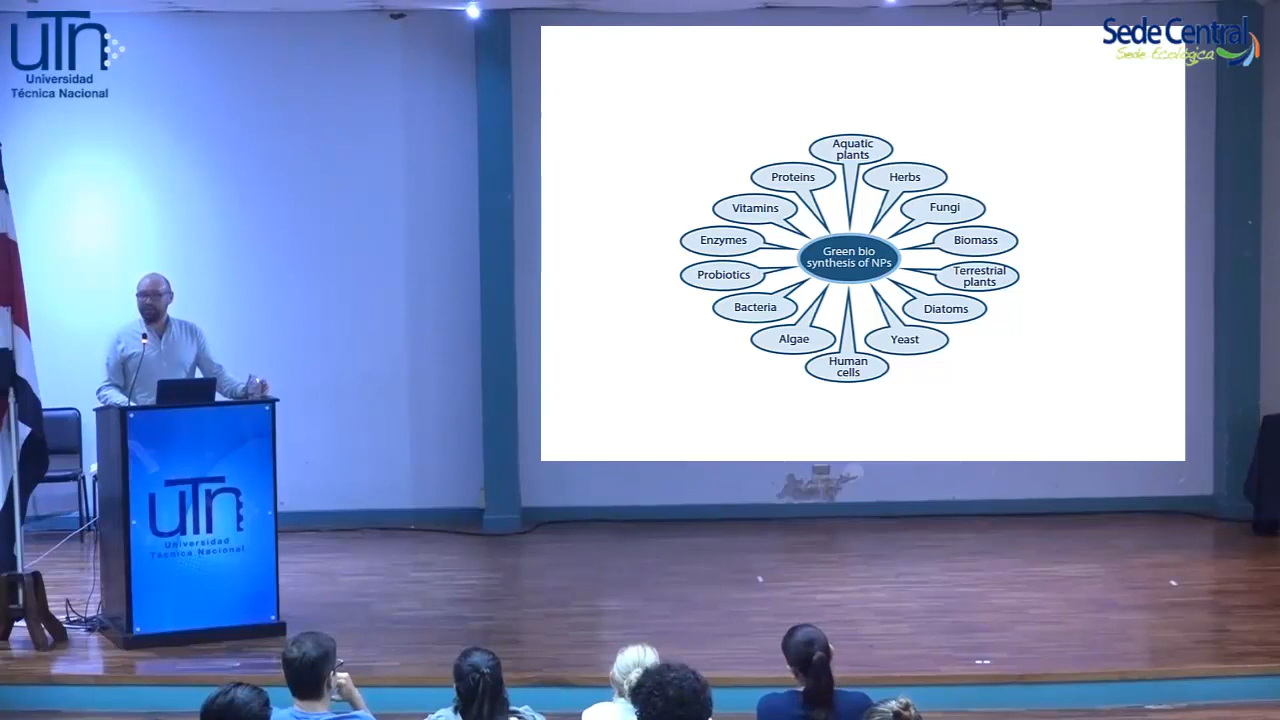 uTn
Universidad
Técnica Nacional
Sede Central
Sede Ecológica
Aquatic
plants
Proteins
Herbs
Vitamins
Fungi
Enzymes
Biomass
Green bio
synthesis of NPs
Probiotics
Terrestrial
plants
Bacteria
Diatoms
Algae
Yeast
Human
cells
uTn
Universidad
Técnica Nacional